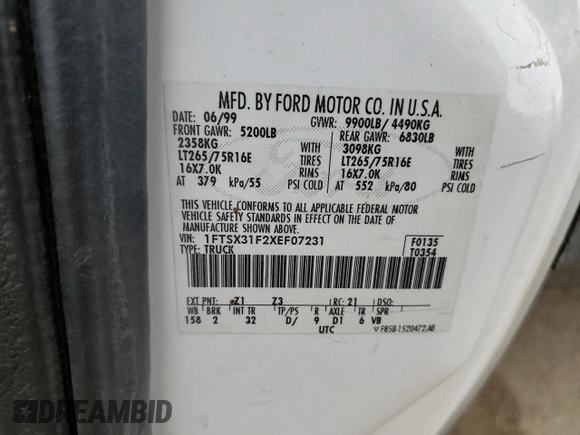 MFD. BY FORD MOTOR CO. IN U.S.A.
DATE: 06/99 GVWR: 9900LB/ 4490KG
FRONT GAWR: 5200LB REAR GAWR: 6830LB
2358KG 3098KG
LT265/75R16E TIRES LT265/75R16E TIRES
16X7.0K RIMS 16X7.0K RIMS
AT 379 kPa/55 PSI COLD AT 552 kPa/80 PSI COLD
THIS VEHICLE CONFORMS TO ALL APPLICABLE FEDERAL MOTOR
VEHICLE SAFETY STANDARDS IN EFFECT ON THE DATE OF
MANUFACTURE SHOWN ABOVE.
VIN: 1FTSX31F2XEF07231 F0135
TYPE: TRUCK T0354
EXT PNT: Z1 Z3 RC: 21 DSO:
WB BRK INT TR TP/PS R AXLE TR SPR
158 2 32 D/ 9 D1 6 VB
UTC F85B-1520472-AB
DREAMBID